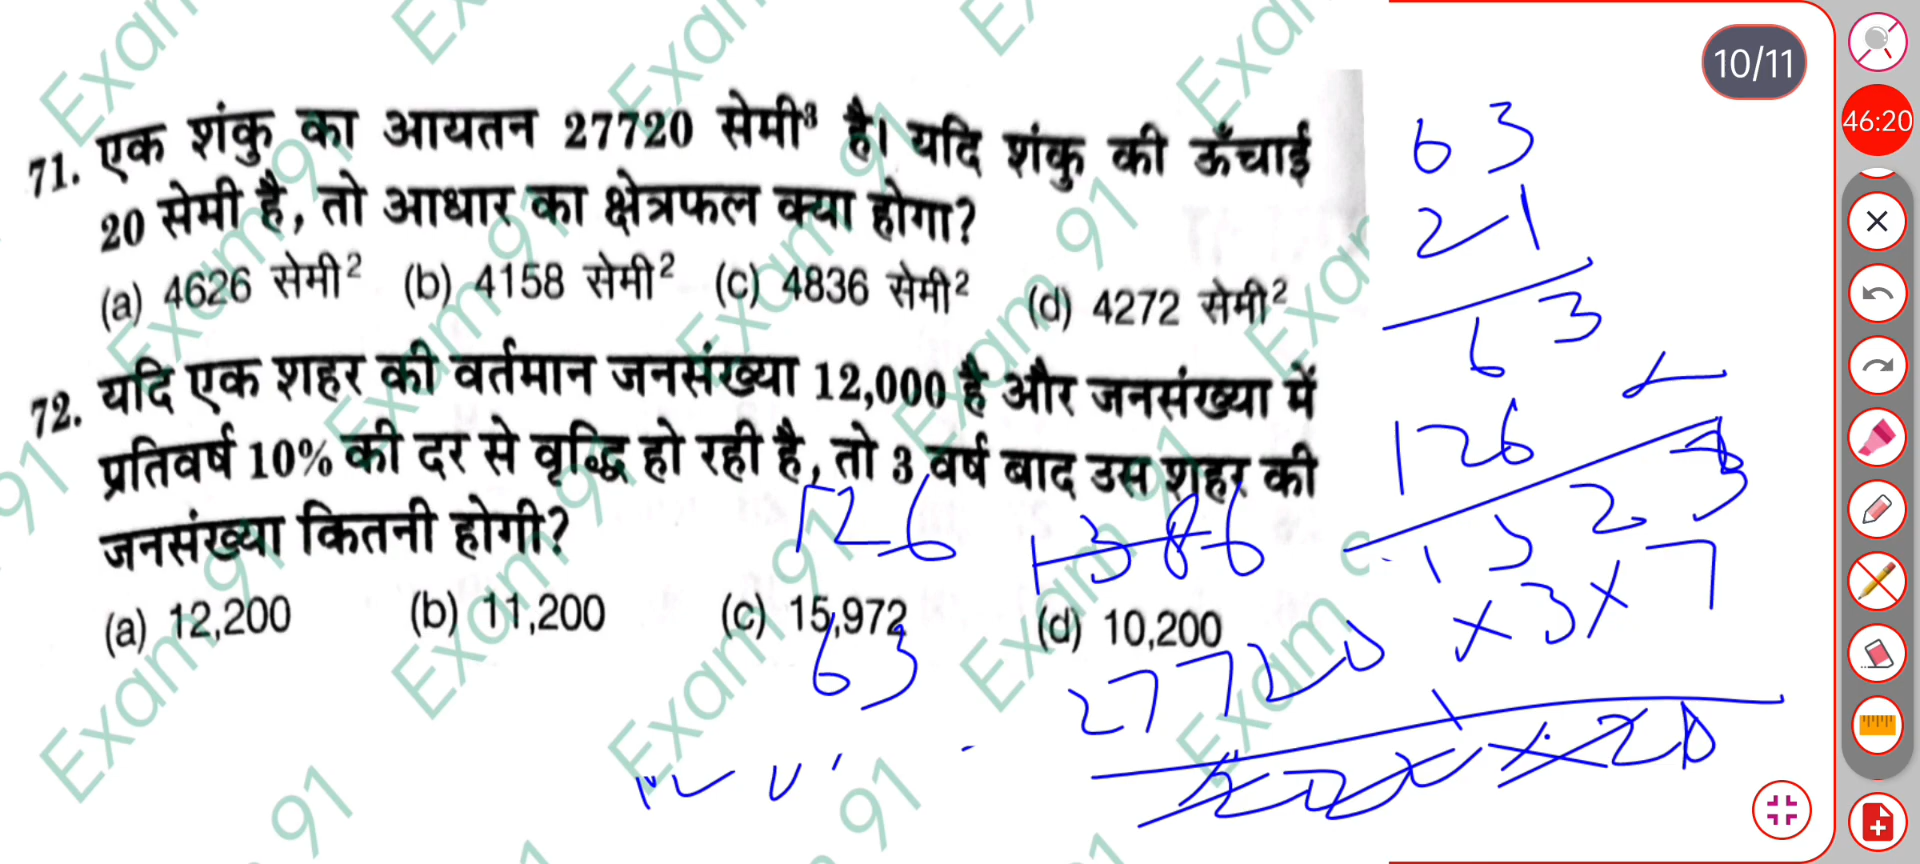 10/11
46:20
71. एक शंकु का आयतन 27720 सेमी³ है। यदि शंकु की ऊँचाई
20 सेमी है, तो आधार का क्षेत्रफल क्या होगा?
(a) 4626 सेमी² (b) 4158 सेमी² (c) 4836 सेमी² (d) 4272 सेमी²
72. यदि एक शहर की वर्तमान जनसंख्या 12,000 है और जनसंख्या में
प्रतिवर्ष 10% की दर से वृद्धि हो रही है, तो 3 वर्ष बाद उस शहर की
जनसंख्या कितनी होगी?
(a) 12,200 (b) 11,200 (c) 15,972 (d) 10,200
63
21
63
126
1323
126
1386
63
27720 × 3 × 7
× 20
Exam 91